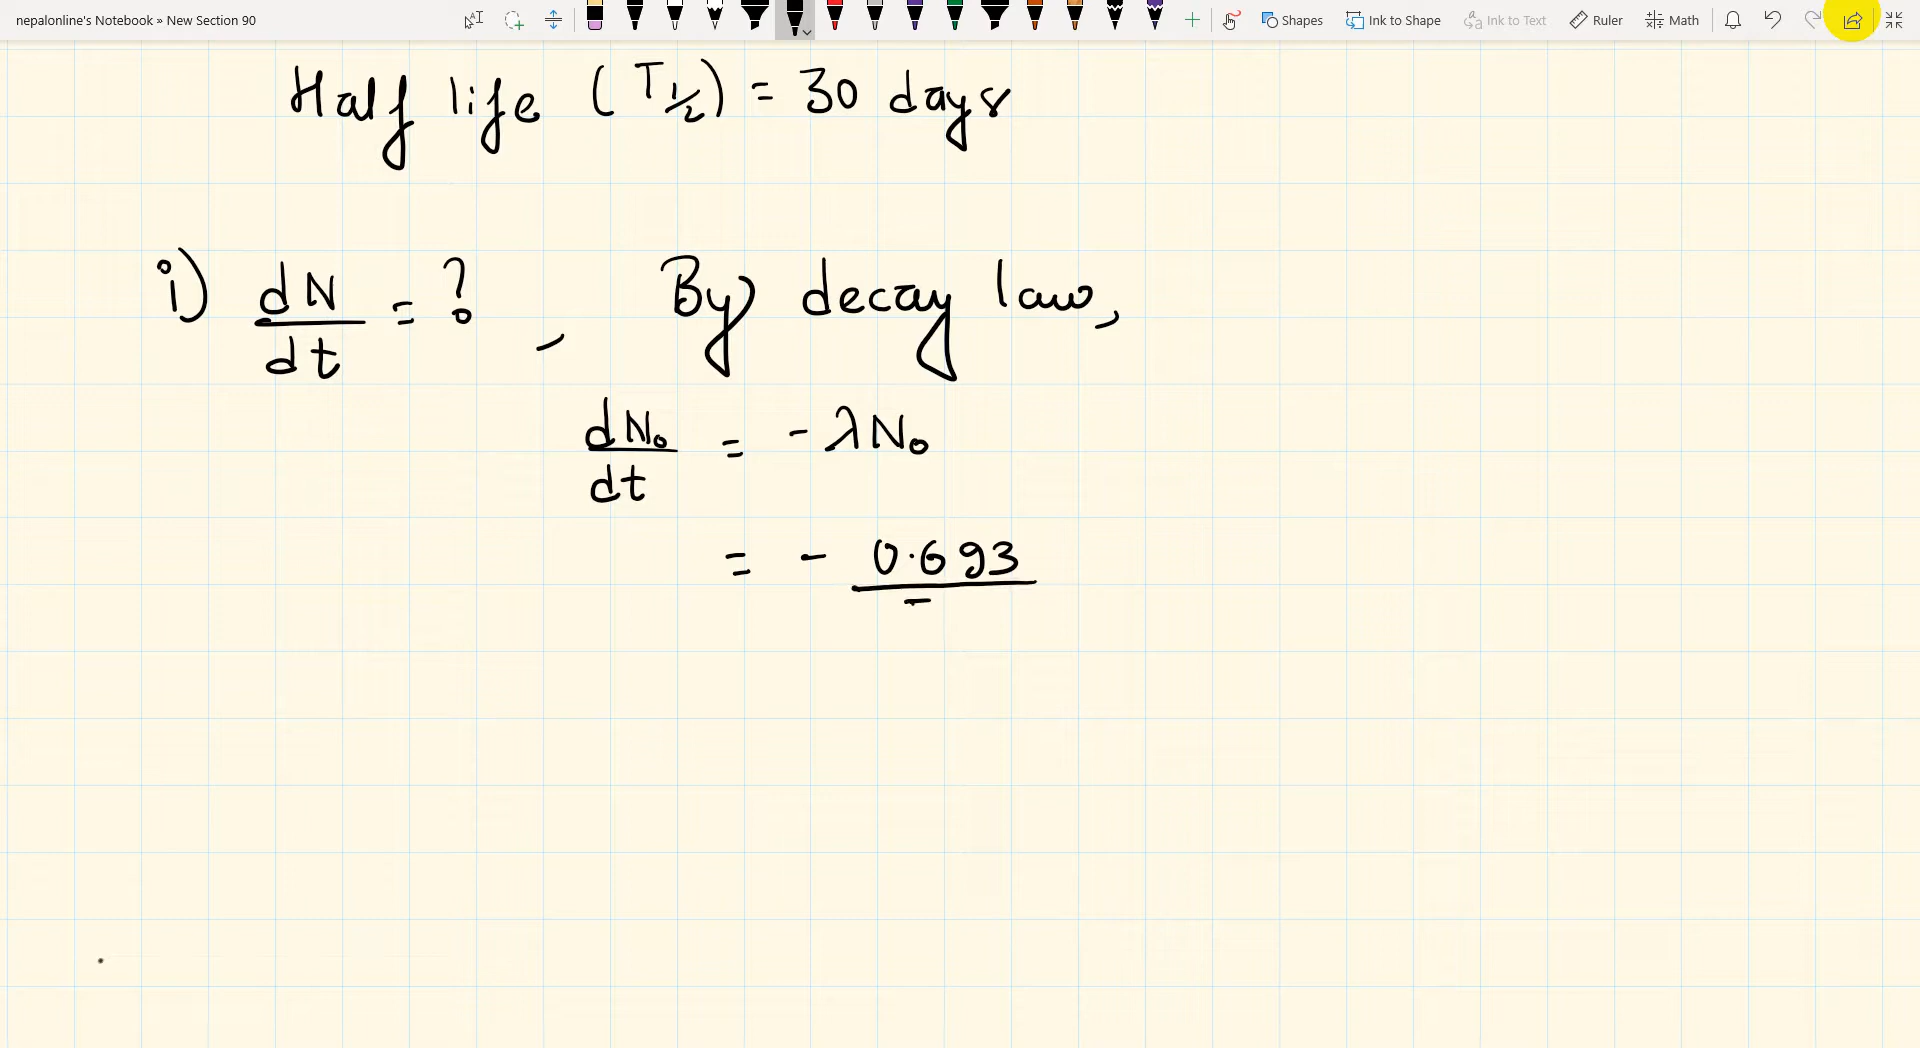 nepalonline's Notebook » New Section 90
Shapes
Ink to Shape
Ink to Text
Ruler
Math
Half life (T1/2) = 30 days
i) dN/dt = ? , By decay law,
dN₀/dt = - λN₀
= - 0.693